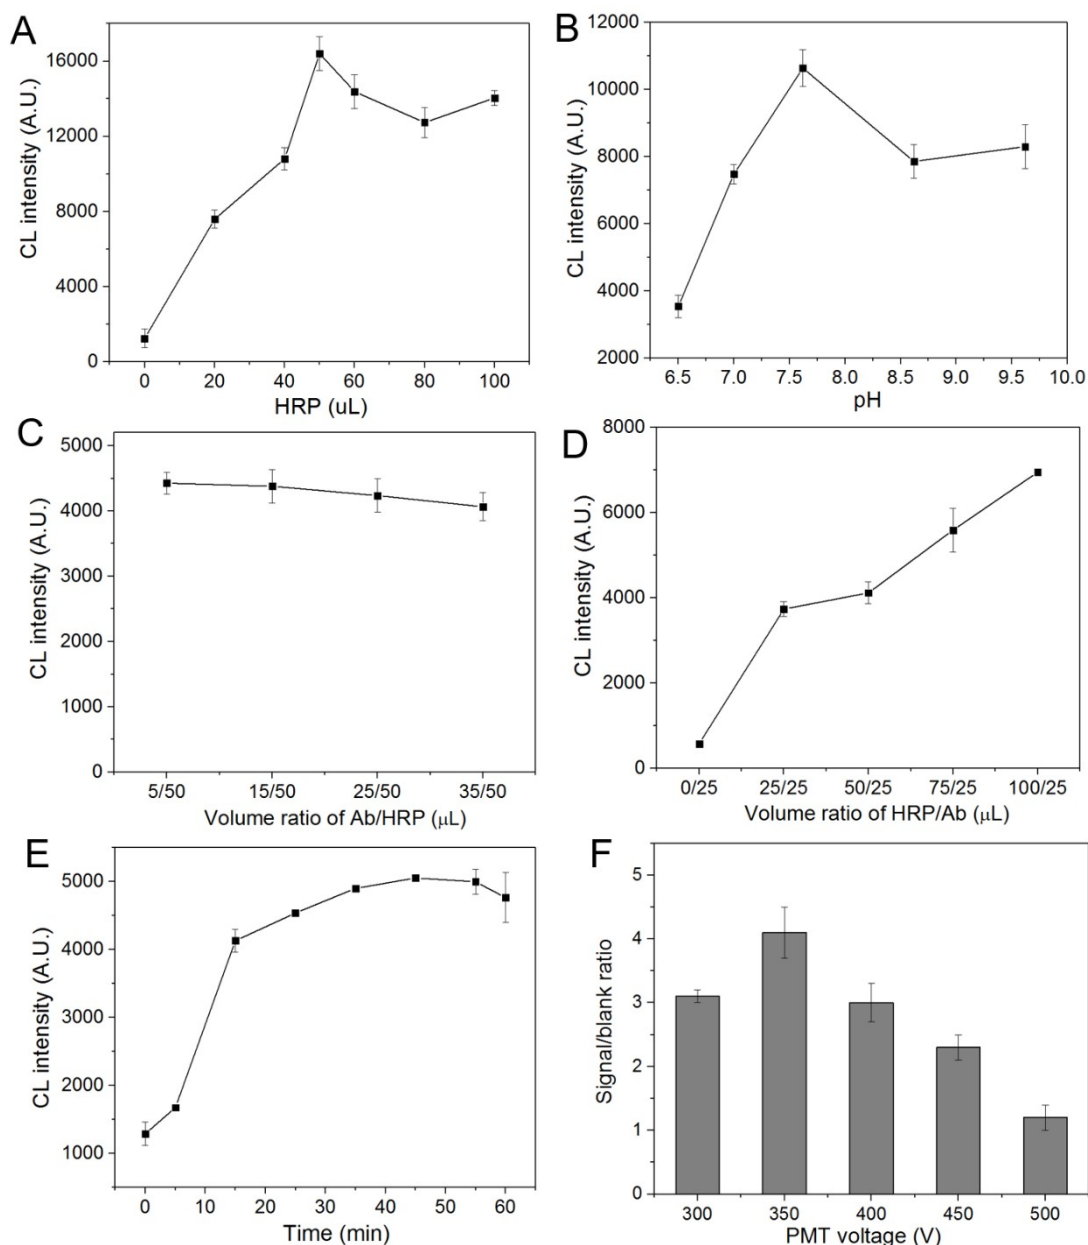 A
CL intensity (A.U.)
16000
12000
8000
4000
0
0 20 40 60 80 100
HRP (uL)
B
CL intensity (A.U.)
12000
10000
8000
6000
4000
2000
6.5 7.0 7.5 8.0 8.5 9.0 9.5 10.0
pH
C
CL intensity (A.U.)
5000
4000
3000
2000
1000
0
5/50 15/50 25/50 35/50
Volume ratio of Ab/HRP (μL)
D
CL intensity (A.U.)
8000
6000
4000
2000
0
0/25 25/25 50/25 75/25 100/25
Volume ratio of HRP/Ab (μL)
E
CL intensity (A.U.)
5000
4000
3000
2000
1000
0 10 20 30 40 50 60
Time (min)
F
Signal/blank ratio
5
4
3
2
1
0
300 350 400 450 500
PMT voltage (V)